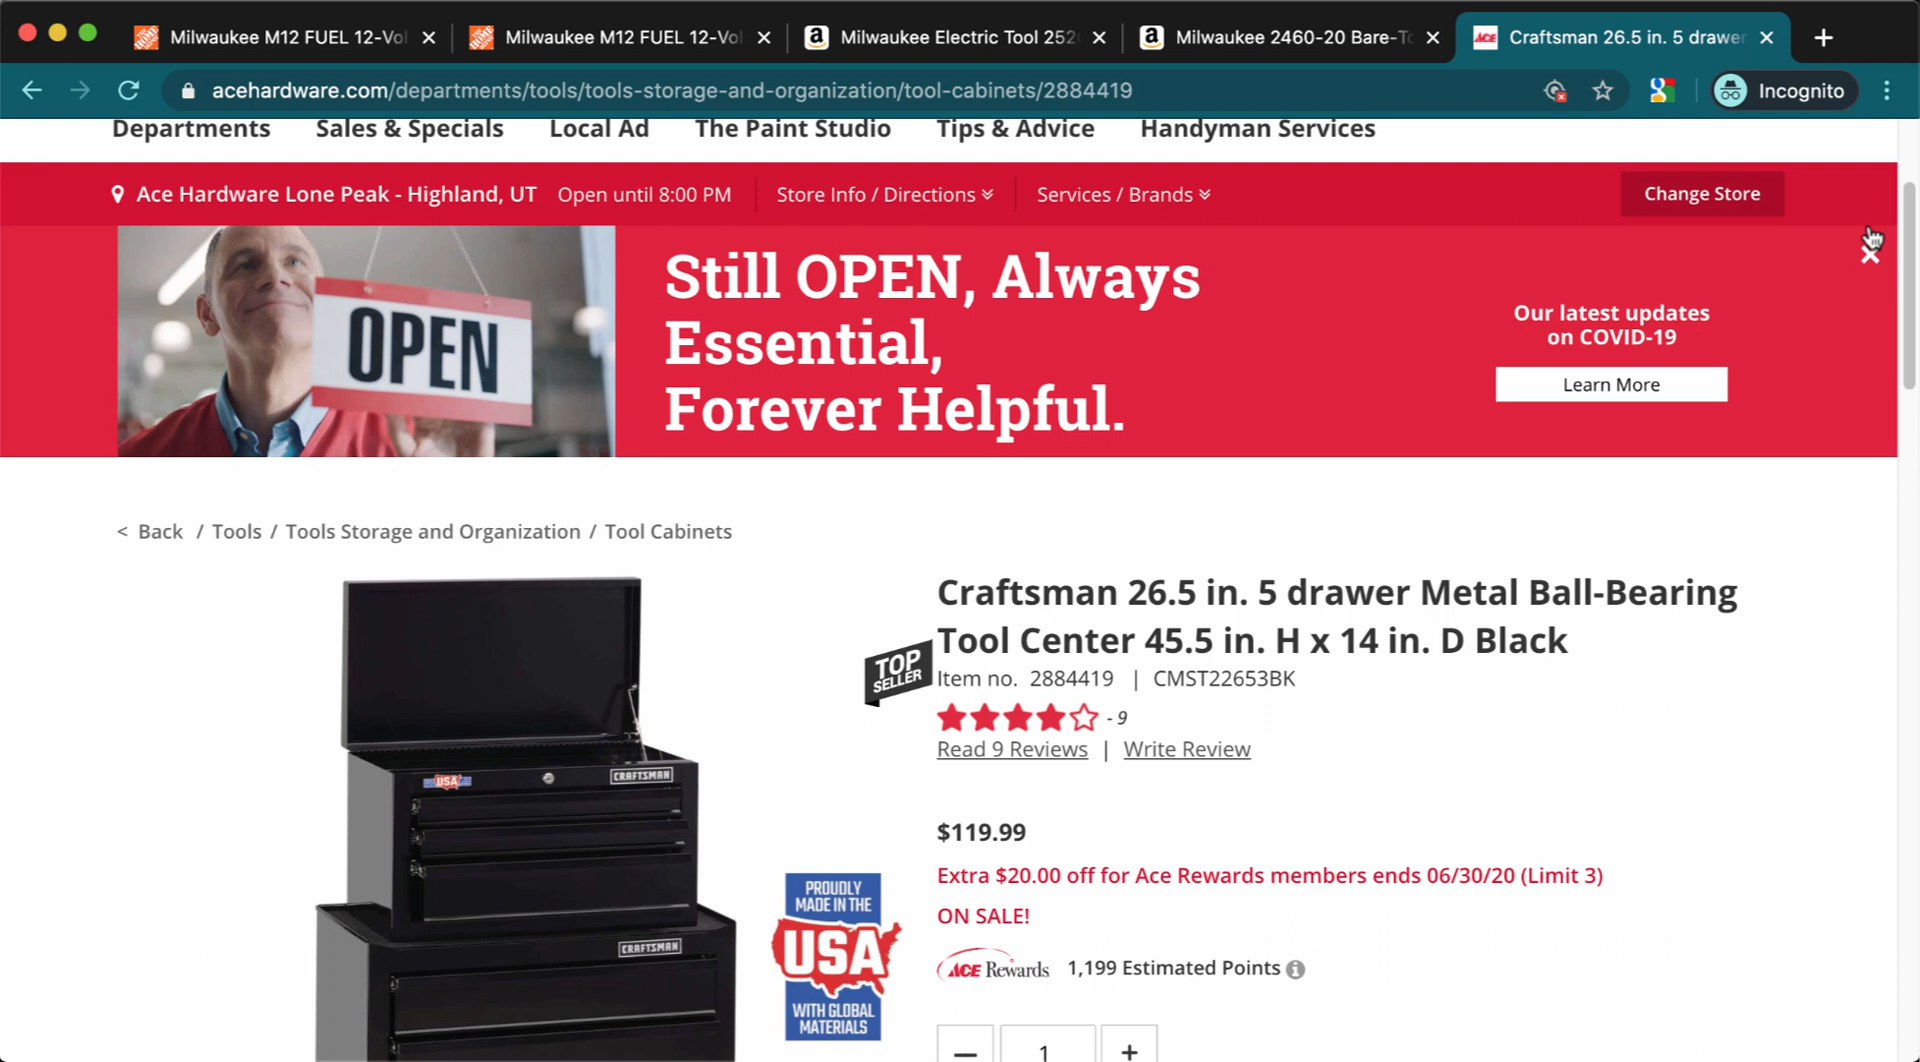 Milwaukee M12 FUEL 12-Vol
Milwaukee M12 FUEL 12-Vol
Milwaukee Electric Tool 252
Milwaukee 2460-20 Bare-To
Craftsman 26.5 in. 5 drawer
acehardware.com/departments/tools/tools-storage-and-organization/tool-cabinets/2884419
Incognito
Departments Sales & Specials Local Ad The Paint Studio Tips & Advice Handyman Services
Ace Hardware Lone Peak - Highland, UT Open until 8:00 PM Store Info / Directions Services / Brands Change Store
OPEN
Still OPEN, Always
Essential,
Forever Helpful.
Our latest updates
on COVID-19
Learn More
< Back / Tools / Tools Storage and Organization / Tool Cabinets
Craftsman 26.5 in. 5 drawer Metal Ball-Bearing
Tool Center 45.5 in. H x 14 in. D Black
TOP
SELLER
Item no. 2884419 | CMST22653BK
- 9
Read 9 Reviews | Write Review
USA
CRAFTSMAN
CRAFTSMAN
PROUDLY
MADE IN THE
USA
WITH GLOBAL
MATERIALS
$119.99
Extra $20.00 off for Ace Rewards members ends 06/30/20 (Limit 3)
ON SALE!
ACE Rewards 1,199 Estimated Points
— 1 +